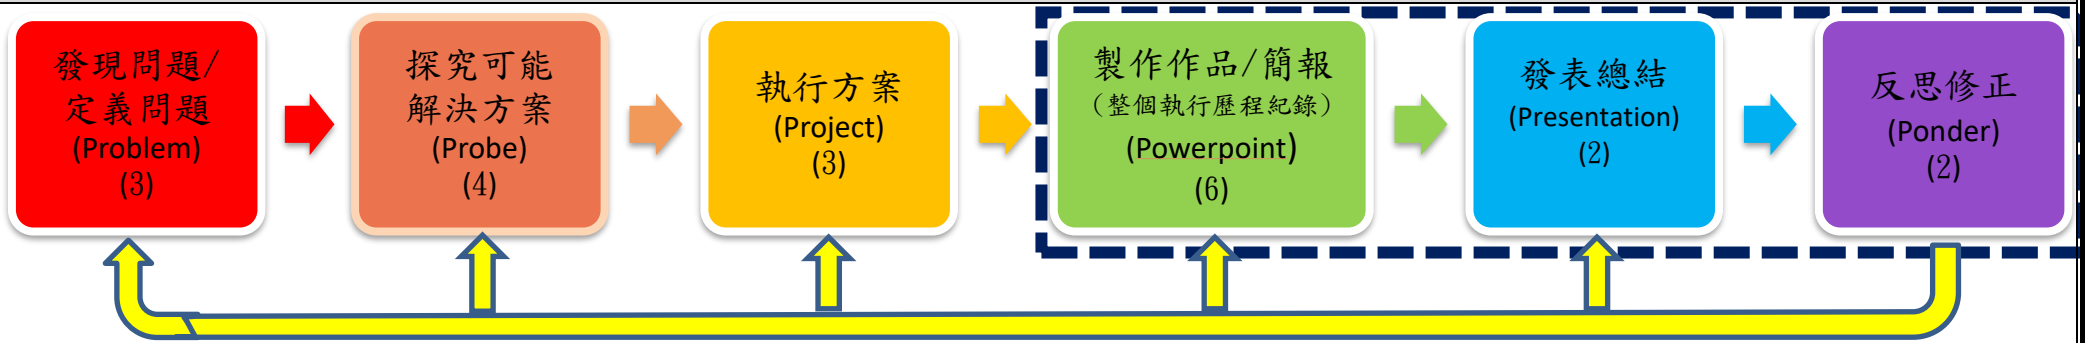 發現問題/
定義問題
(Problem)
(3)
探究可能
解決方案
(Probe)
(4)
執行方案
(Project)
(3)
製作作品/簡報
(整個執行歷程紀錄)
(Powerpoint)
(6)
發表總結
(Presentation)
(2)
反思修正
(Ponder)
(2)